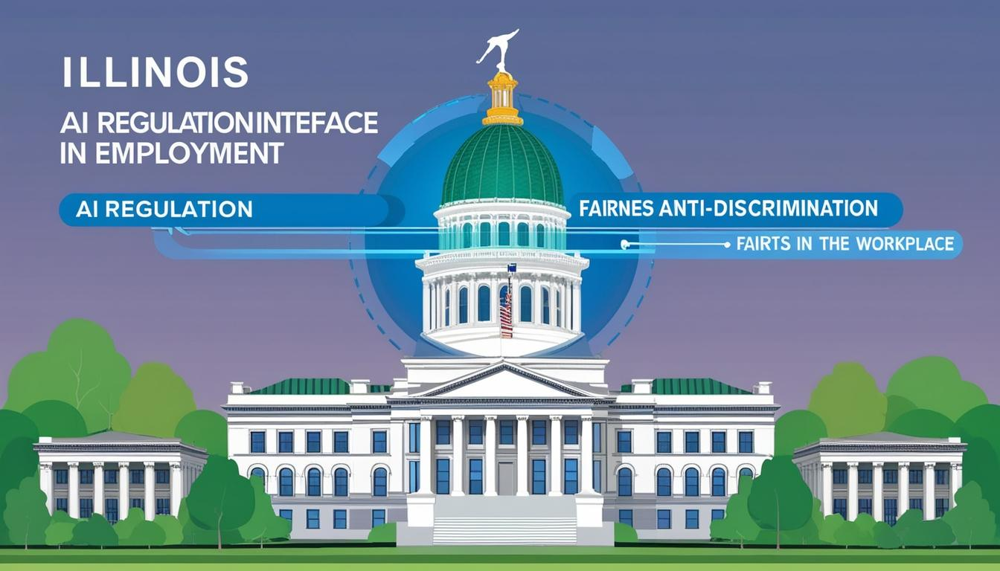 ILLINOIS
AI REGULATIONINTEFACE
IN EMPLOYMENT
AI REGULATION
FAIRNES ANTI-DISCRIMINATION
FAIRTS IN THE WORKPLACE